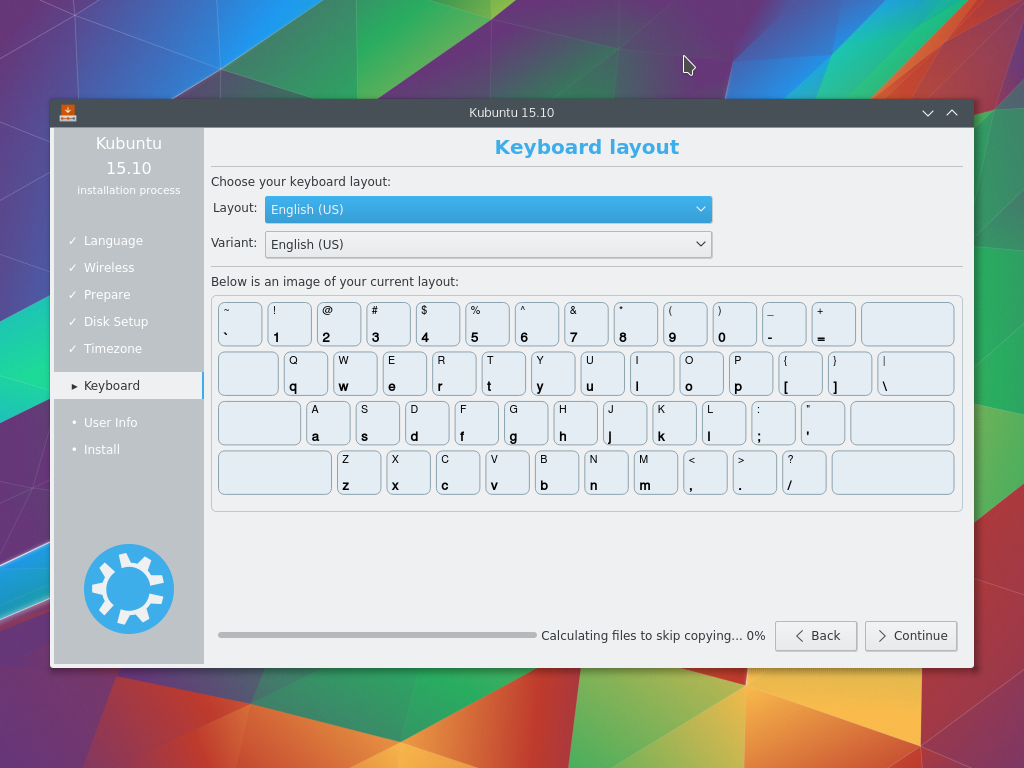 Kubuntu 15.10
Kubuntu
15.10
installation process
✓ Language
✓ Wireless
✓ Prepare
✓ Disk Setup
✓ Timezone
▸ Keyboard
• User Info
• Install
Keyboard layout
Choose your keyboard layout:
Layout: English (US)
Variant: English (US)
Below is an image of your current layout:
~ ! @ # $ % ^ & * ( ) _ +
` 1 2 3 4 5 6 7 8 9 0 - =
Q W E R T Y U I O P { } |
q w e r t y u i o p [ ] \
A S D F G H J K L : "
a s d f g h j k l ; '
Z X C V B N M < > ?
z x c v b n m , . /
Calculating files to skip copying... 0%
Back
Continue